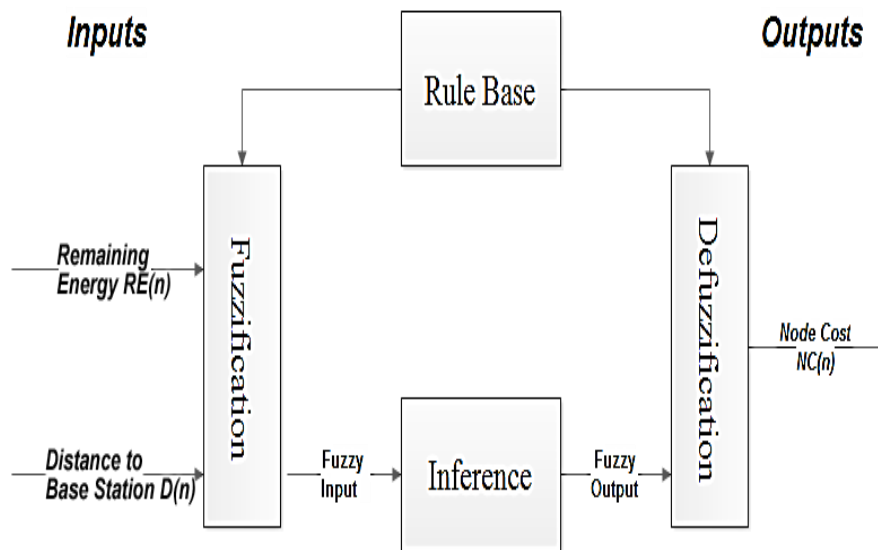 Inputs
Outputs
Rule Base
Remaining
Energy RE(n)
Fuzzification
Defuzzification
Node Cost
NC(n)
Distance to
Base Station D(n)
Fuzzy
Input
Inference
Fuzzy
Output